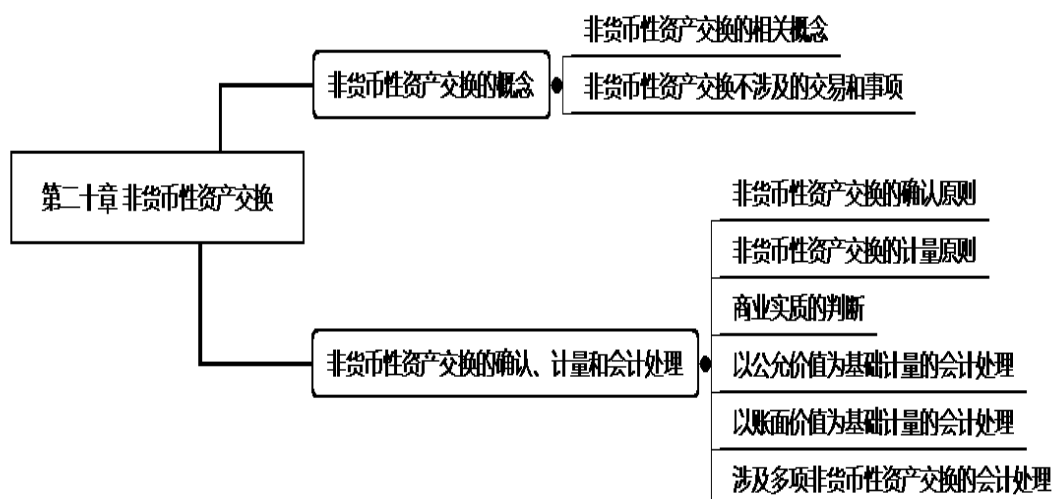 第二十章 非货币性资产交换
非货币性资产交换的概念
非货币性资产交换的相关概念
非货币性资产交换不涉及的交易和事项
非货币性资产交换的确认、计量和会计处理
非货币性资产交换的确认原则
非货币性资产交换的计量原则
商业实质的判断
以公允价值为基础计量的会计处理
以账面价值为基础计量的会计处理
涉及多项非货币性资产交换的会计处理